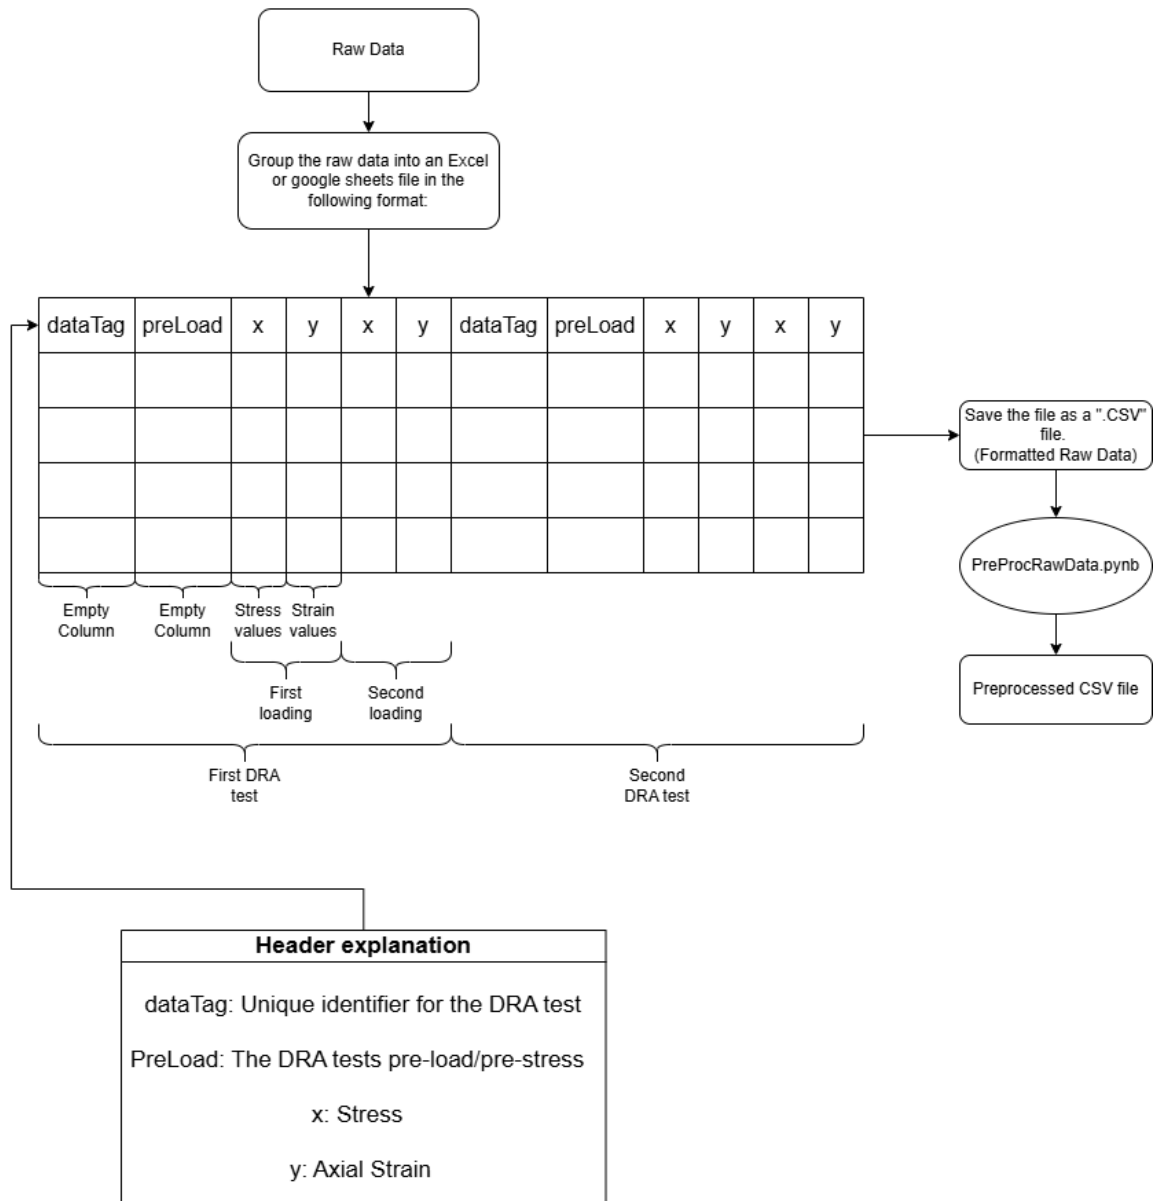 Raw Data
Group the raw data into an Excel
or google sheets file in the
following format:
dataTag preLoad x y x y dataTag preLoad x y x y
Save the file as a ".CSV"
file.
(Formatted Raw Data)
PreProcRawData.pynb
Preprocessed CSV file
Empty
Column
Empty
Column
Stress
values
Strain
values
First
loading
Second
loading
First DRA
test
Second
DRA test
Header explanation
dataTag: Unique identifier for the DRA test
PreLoad: The DRA tests pre-load/pre-stress
x: Stress
y: Axial Strain